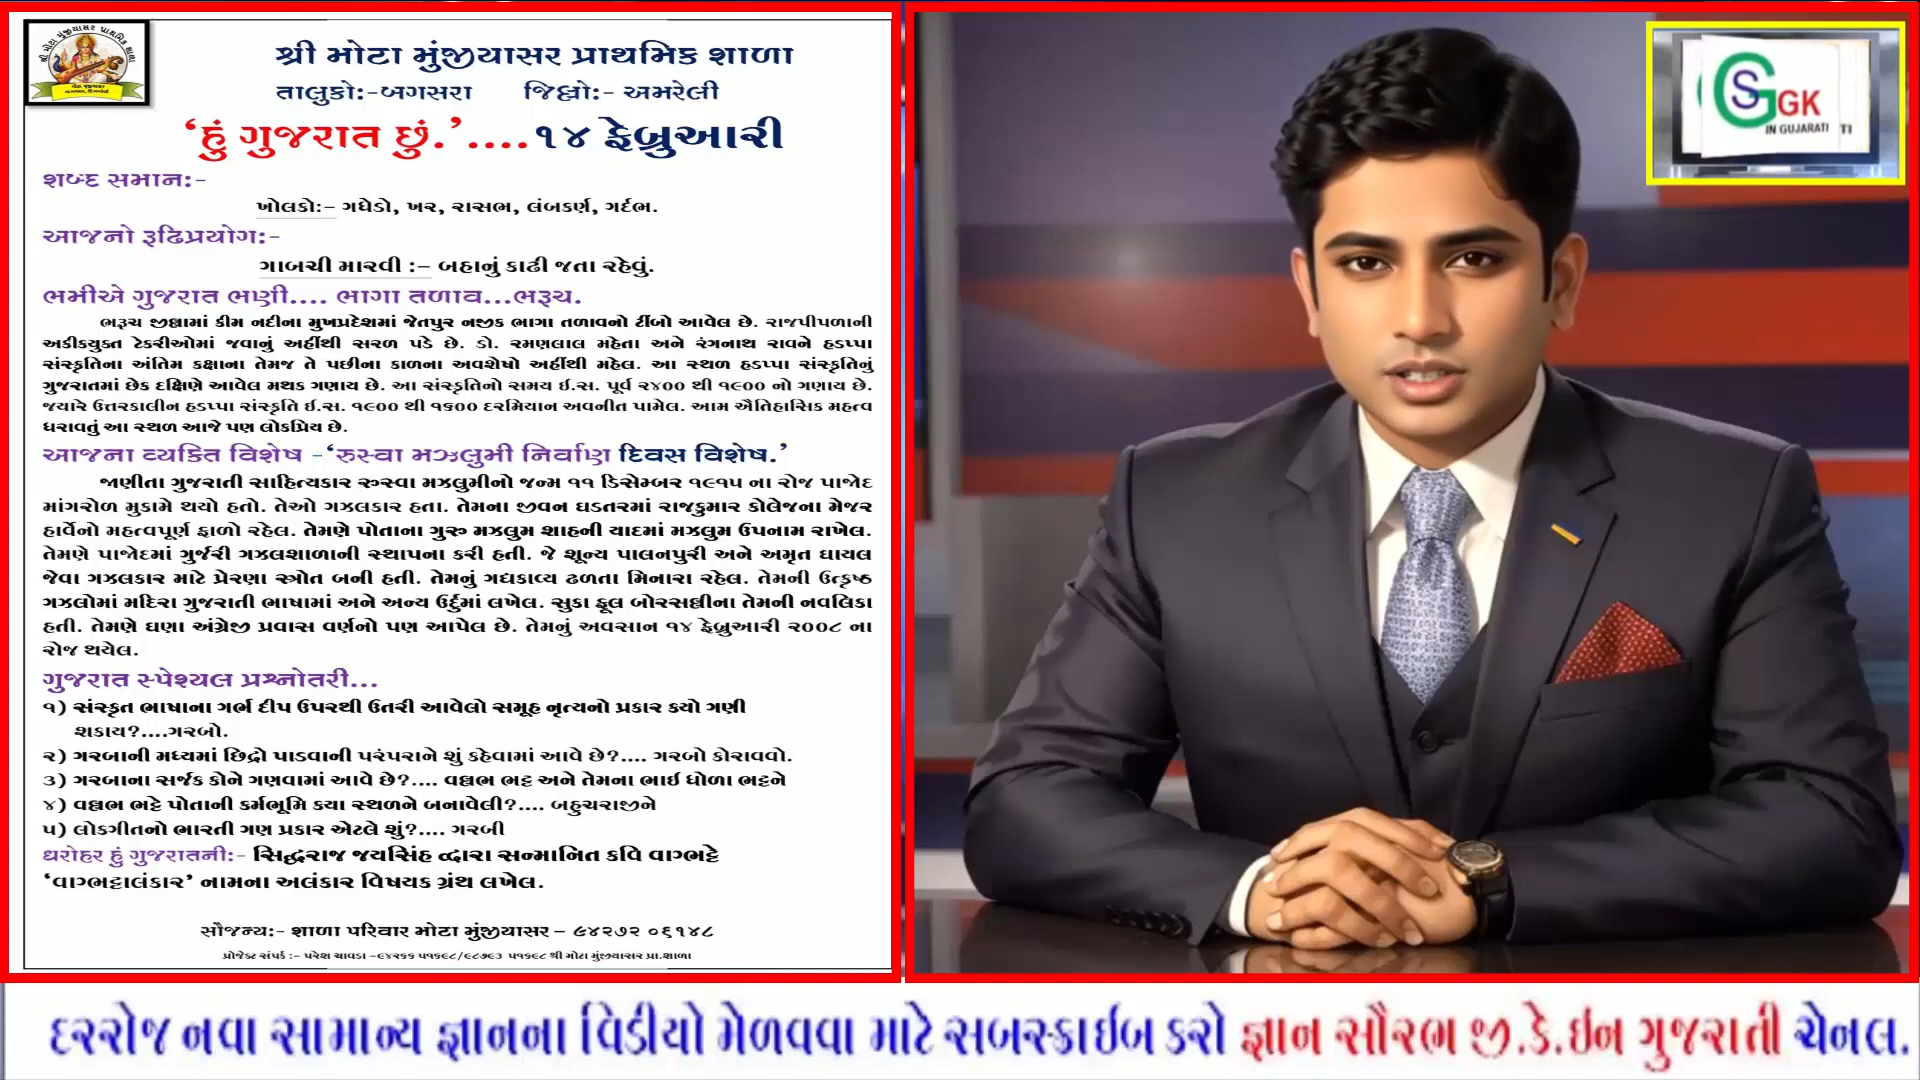 શ્રી મોટા મુંજીયાસર પ્રાથમિક શાળા
તાલુકો:-બગસરા જિલ્લો:- અમરેલી
‘હું ગુજરાત છું.’....૧૪ ફેબ્રુઆરી
શબ્દ સમાન:-
ખોલકો:– ગધેડો, ખર, રાસભ, લંબકર્ણ, ગર્દભ.
આજનો રૂઢિપ્રયોગ:-
ગાબચી મારવી :– બહાનું કાઢી જતા રહેવું.
ભમીએ ગુજરાત ભણી.... ભાગા તળાવ...ભરૂચ.
ભરૂચ જીલ્લામાં કીમ નદીના મુખપ્રદેશમાં જેતપુર નજીક ભાગા તળાવનો ટીંબો આવેલ છે. રાજપીપળાની
અકીકયુક્ત ટેકરીઓમાં જવાનું અહીંથી સરળ પડે છે. ડો. રમણલાલ મહેતા અને રંગનાથ રાવને હડપ્પા
સંસ્કૃતિના અંતિમ કક્ષાના તેમજ તે પછીના કાળના અવશેષો અહીંથી મહેલ. આ સ્થળ હડપ્પા સંસ્કૃતિનું
ગુજરાતમાં છેક દક્ષિણે આવેલ મથક ગણાય છે. આ સંસ્કૃતિનો સમય ઈ.સ. પૂર્વ ૨૪૦૦ થી ૧૯૦૦ નો ગણાય છે.
જ્યારે ઉત્તરકાલીન હડપ્પા સંસ્કૃતિ ઈ.સ. ૧૯૦૦ થી ૧૬૦૦ દરમિયાન અવનીત પામેલ. આમ ઐતિહાસિક મહત્વ
ધરાવતું આ સ્થળ આજે પણ લોકપ્રિય છે.
આજના વ્યક્તિ વિશેષ -‘રુસ્વા મઝલુમી નિર્વાણ દિવસ વિશેષ.’
જાણીતા ગુજરાતી સાહિત્યકાર રુસ્વા મઝલુમીનો જન્મ ૧૧ ડિસેમ્બર ૧૯૧૫ ના રોજ પાજોદ
માંગરોળ મુકામે થયો હતો. તેઓ ગઝલકાર હતા. તેમના જીવન ઘડતરમાં રાજકુમાર કોલેજના મેજર
હાર્વેનો મહત્વપૂર્ણ ફાળો રહેલ. તેમણે પોતાના ગુરુ મઝલુમ શાહની યાદમાં મઝલુમ ઉપનામ રાખેલ.
તેમણે પાજોદમાં ગુર્જરી ગઝલશાળાની સ્થાપના કરી હતી. જે શૂન્ય પાલનપુરી અને અમૃત ઘાયલ
જેવા ગઝલકાર માટે પ્રેરણા સ્ત્રોત બની હતી. તેમનું ગદ્યકાવ્ય ઢળતા મિનારા રહેલ. તેમની ઉત્કૃષ્ઠ
ગઝલોમાં મદિરા ગુજરાતી ભાષામાં અને અન્ય ઉર્દુમાં લખેલ. સુકા ફૂલ બોરસલ્લીના તેમની નવલિકા
હતી. તેમણે ઘણા અંગ્રેજી પ્રવાસ વર્ણનો પણ આપેલ છે. તેમનું અવસાન ૧૪ ફેબ્રુઆરી ૨૦૦૮ ના
રોજ થયેલ.
ગુજરાત સ્પેશ્યલ પ્રશ્નોતરી...
૧) સંસ્કૃત ભાષાના ગર્ભ દીપ ઉપરથી ઉતરી આવેલો સમૂહ નૃત્યનો પ્રકાર કયો ગણી
શકાય?....ગરબો.
૨) ગરબાની મધ્યમાં છિદ્રો પાડવાની પરંપરાને શું કહેવામાં આવે છે?.... ગરબો કોરાવવો.
૩) ગરબાના સર્જક કોને ગણવામાં આવે છે?.... વલ્લભ ભટ્ટ અને તેમના ભાઈ ધોળા ભટ્ટને
૪) વલ્લભ ભટ્ટે પોતાની કર્મભૂમિ કયા સ્થળને બનાવેલી?.... બહુચરાજીને
૫) લોકગીતનો ભારતી ગણ પ્રકાર એટલે શું?.... ગરબી
ધરોહર હું ગુજરાતની:- સિદ્ધરાજ જયસિંહ દ્વારા સન્માનિત કવિ વાગ્ભટ્ટે
‘વાગ્ભટ્ટાલંકાર’ નામના અલંકાર વિષયક ગ્રંથ લખેલ.
સૌજન્ય:- શાળા પરિવાર મોટા મુંજીયાસર – ૯૪૨૭૨ ૦૬૧૪૮
પ્રોજેક્ટ સંપર્ક :– પરેશ ચાવડા –૯૪૨૬૬ ૫૧૬૯૮/૯૮૭૯૩ ૫૧૬૯૮ શ્રી મોટા મુંજીયાસર પ્રા.શાળા
GS GK
IN GUJARATI
દરરોજ નવા સામાન્ય જ્ઞાનના વિડીયો મેળવવા માટે સબસ્ક્રાઈબ કરો જ્ઞાન સૌરભ જી.કે.ઇન ગુજરાતી ચેનલ.